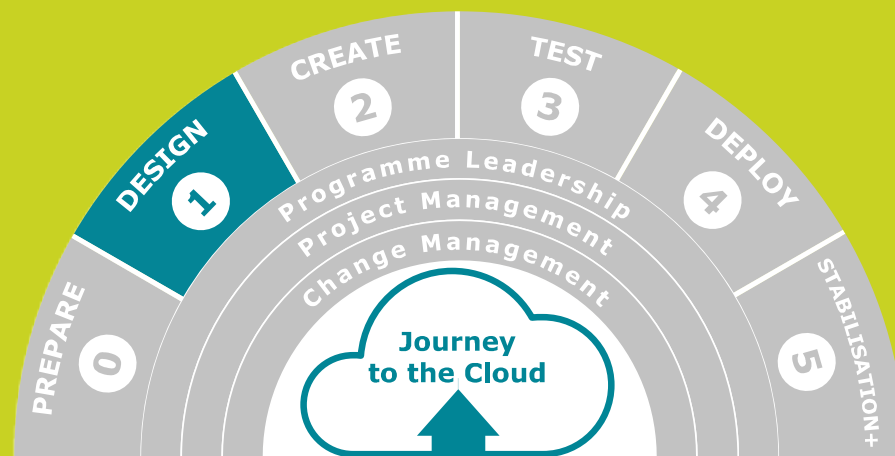 PREPARE
0
DESIGN
1
CREATE
2
TEST
3
DEPLOY
4
STABILISATION+
5
Programme Leadership
Project Management
Change Management
Journey
to the Cloud